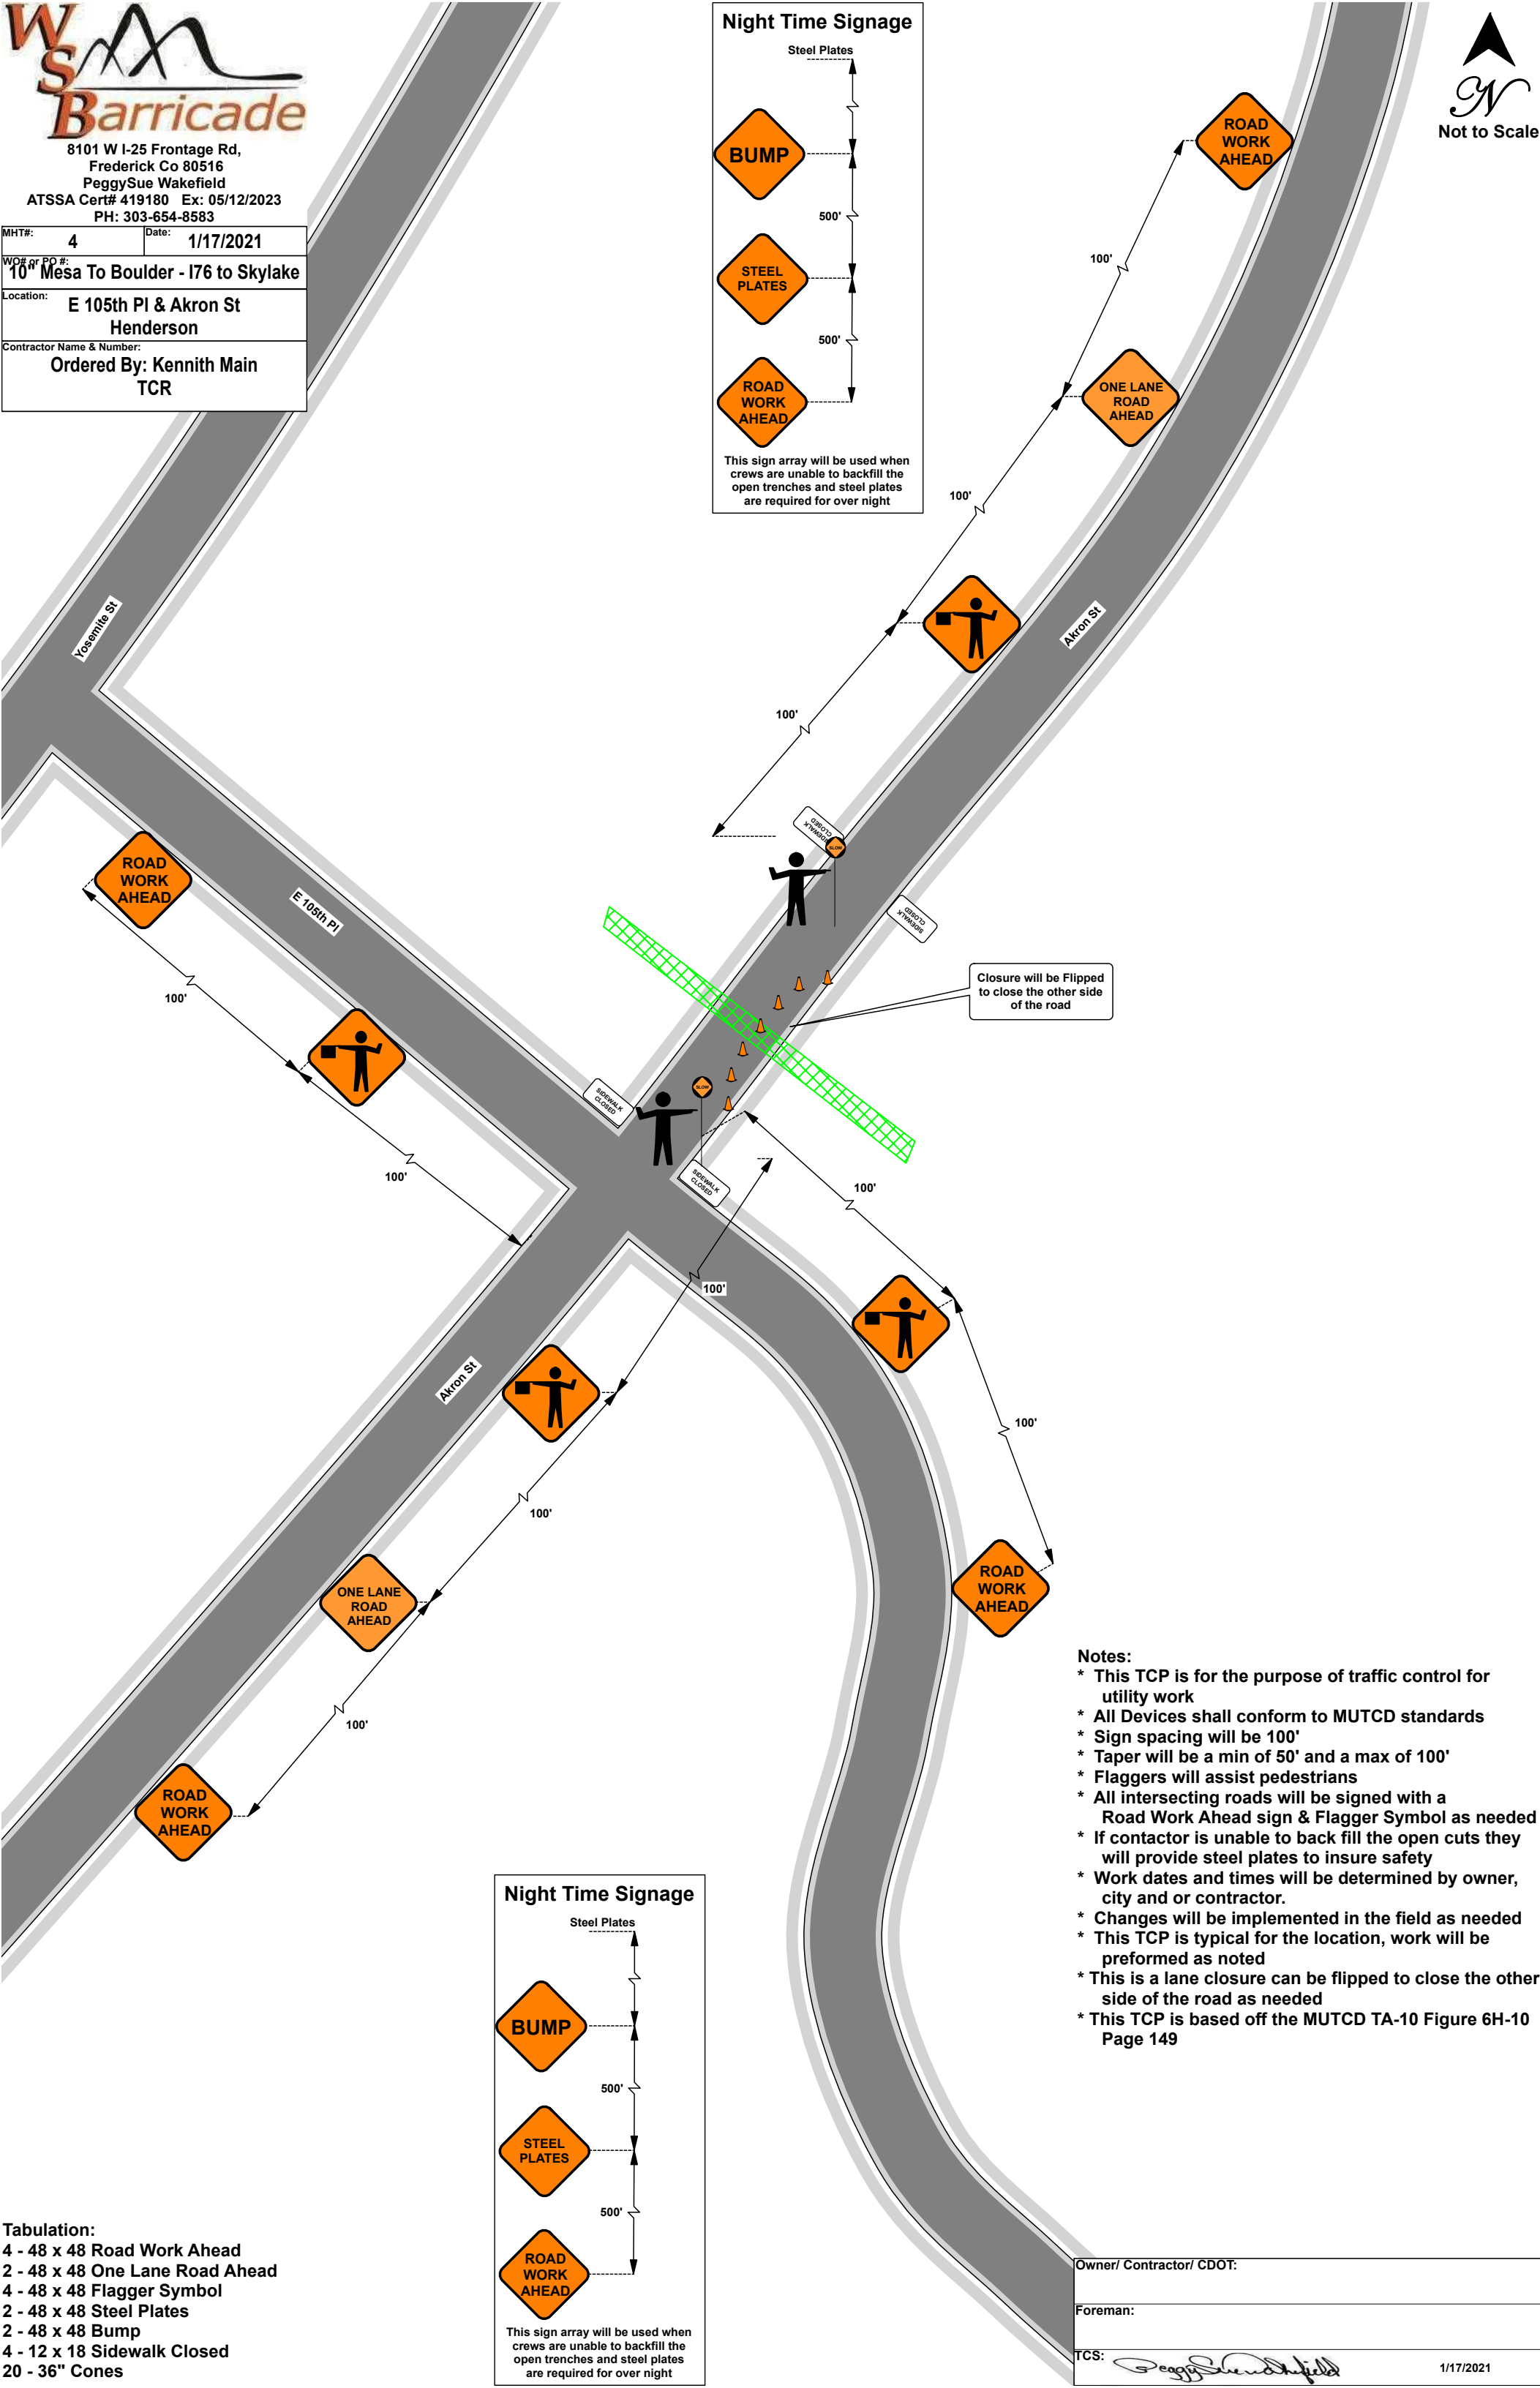 WSB
Barricade
8101 W I-25 Frontage Rd,
Frederick Co 80516
PeggySue Wakefield
ATSSA Cert# 419180 Ex: 05/12/2023
PH: 303-654-8583
MHT#: 4 Date: 1/17/2021
WO# or PO #:
10" Mesa To Boulder - I76 to Skylake
Location: E 105th Pl & Akron St
Henderson
Contractor Name & Number:
Ordered By: Kennith Main
TCR
Night Time Signage
Steel Plates
BUMP
500'
STEEL
PLATES
500'
ROAD
WORK
AHEAD
This sign array will be used when
crews are unable to backfill the
open trenches and steel plates
are required for over night
N
Not to Scale
ROAD
WORK
AHEAD
100'
ONE LANE
ROAD
AHEAD
100'
Akron St
100'
Yosemite St
SIDEWALK
CLOSED
SLOW
ROAD
WORK
AHEAD
E 105th Pl
SIDEWALK
CLOSED
100'
Closure will be Flipped
to close the other side
of the road
SIDEWALK
CLOSED
SLOW
100'
SIDEWALK
CLOSED
100'
100'
Akron St
100'
100'
ONE LANE
ROAD
AHEAD
ROAD
WORK
AHEAD
100'
ROAD
WORK
AHEAD
Notes:
* This TCP is for the purpose of traffic control for
utility work
* All Devices shall conform to MUTCD standards
* Sign spacing will be 100'
* Taper will be a min of 50' and a max of 100'
* Flaggers will assist pedestrians
* All intersecting roads will be signed with a
Road Work Ahead sign & Flagger Symbol as needed
* If contactor is unable to back fill the open cuts they
will provide steel plates to insure safety
* Work dates and times will be determined by owner,
city and or contractor.
* Changes will be implemented in the field as needed
* This TCP is typical for the location, work will be
preformed as noted
* This is a lane closure can be flipped to close the other
side of the road as needed
* This TCP is based off the MUTCD TA-10 Figure 6H-10
Page 149
Night Time Signage
Steel Plates
BUMP
500'
STEEL
PLATES
500'
ROAD
WORK
AHEAD
This sign array will be used when
crews are unable to backfill the
open trenches and steel plates
are required for over night
Tabulation:
4 - 48 x 48 Road Work Ahead
2 - 48 x 48 One Lane Road Ahead
4 - 48 x 48 Flagger Symbol
2 - 48 x 48 Steel Plates
2 - 48 x 48 Bump
4 - 12 x 18 Sidewalk Closed
20 - 36" Cones
Owner/ Contractor/ CDOT:
Foreman:
TCS: PeggySue Wakefield 1/17/2021